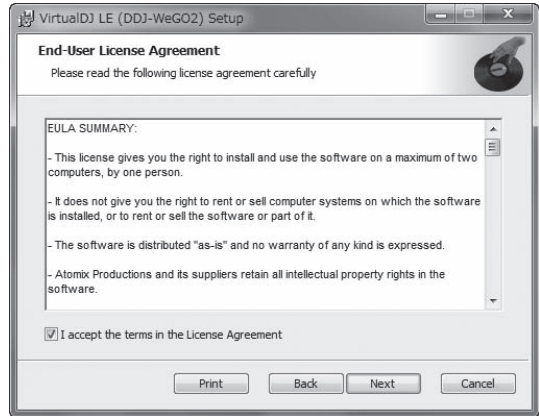 VirtualDJ LE (DDJ-WeGO2) Setup
End-User License Agreement
Please read the following license agreement carefully
EULA SUMMARY:
- This license gives you the right to install and use the software on a maximum of two
computers, by one person.
- It does not give you the right to rent or sell computer systems on which the software
is installed, or to rent or sell the software or part of it.
- The software is distributed "as-is" and no warranty of any kind is expressed.
- Atomix Productions and its suppliers retain all intellectual property rights in the
software.
I accept the terms in the License Agreement
Print
Back
Next
Cancel